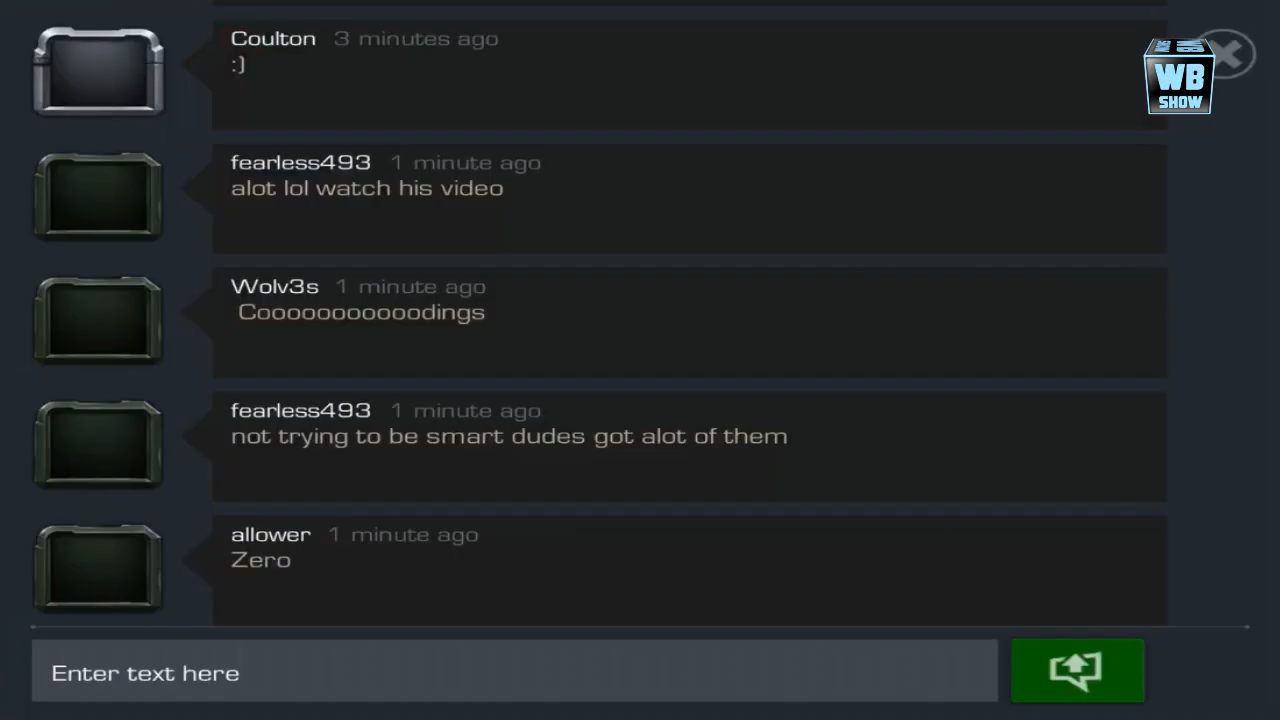 Coulton 3 minutes ago
:)
WB
SHOW
fearless493 1 minute ago
alot lol watch his video
Wolv3s 1 minute ago
Cooooooooooodings
fearless493 1 minute ago
not trying to be smart dudes got alot of them
allower 1 minute ago
Zero
Enter text here